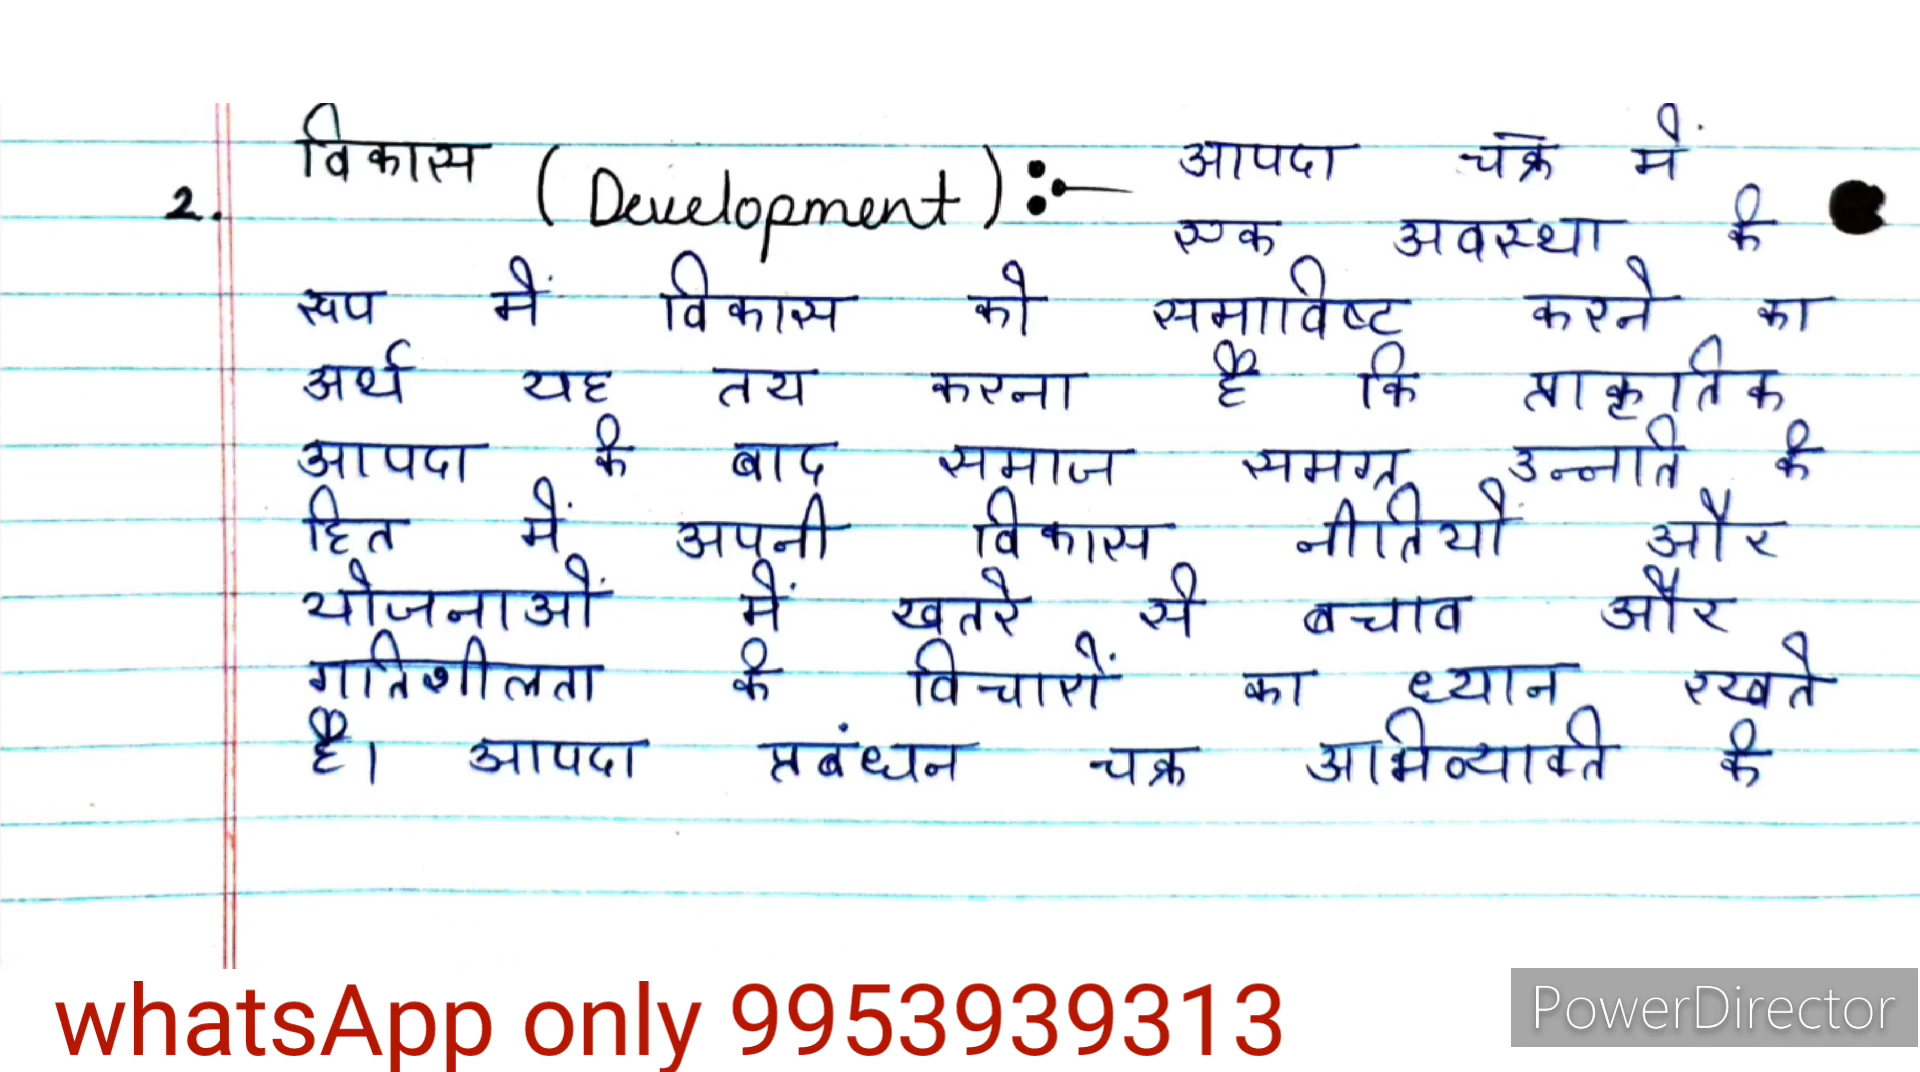 2. विकास (Development) :- आपदा चक्र में
एक अवस्था के
रूप में विकास को समाविष्ट करने का
अर्थ यह तय करना है कि प्राकृतिक
आपदा के बाद समाज समग्र उन्नति के
हित में अपनी विकास नीतियों और
योजनाओं में खतरे से बचाव और
गतिशीलता के विचारों का ध्यान रखते
है। आपदा प्रबंधन चक्र अभिव्यक्ति के
whatsApp only 9953939313
PowerDirector